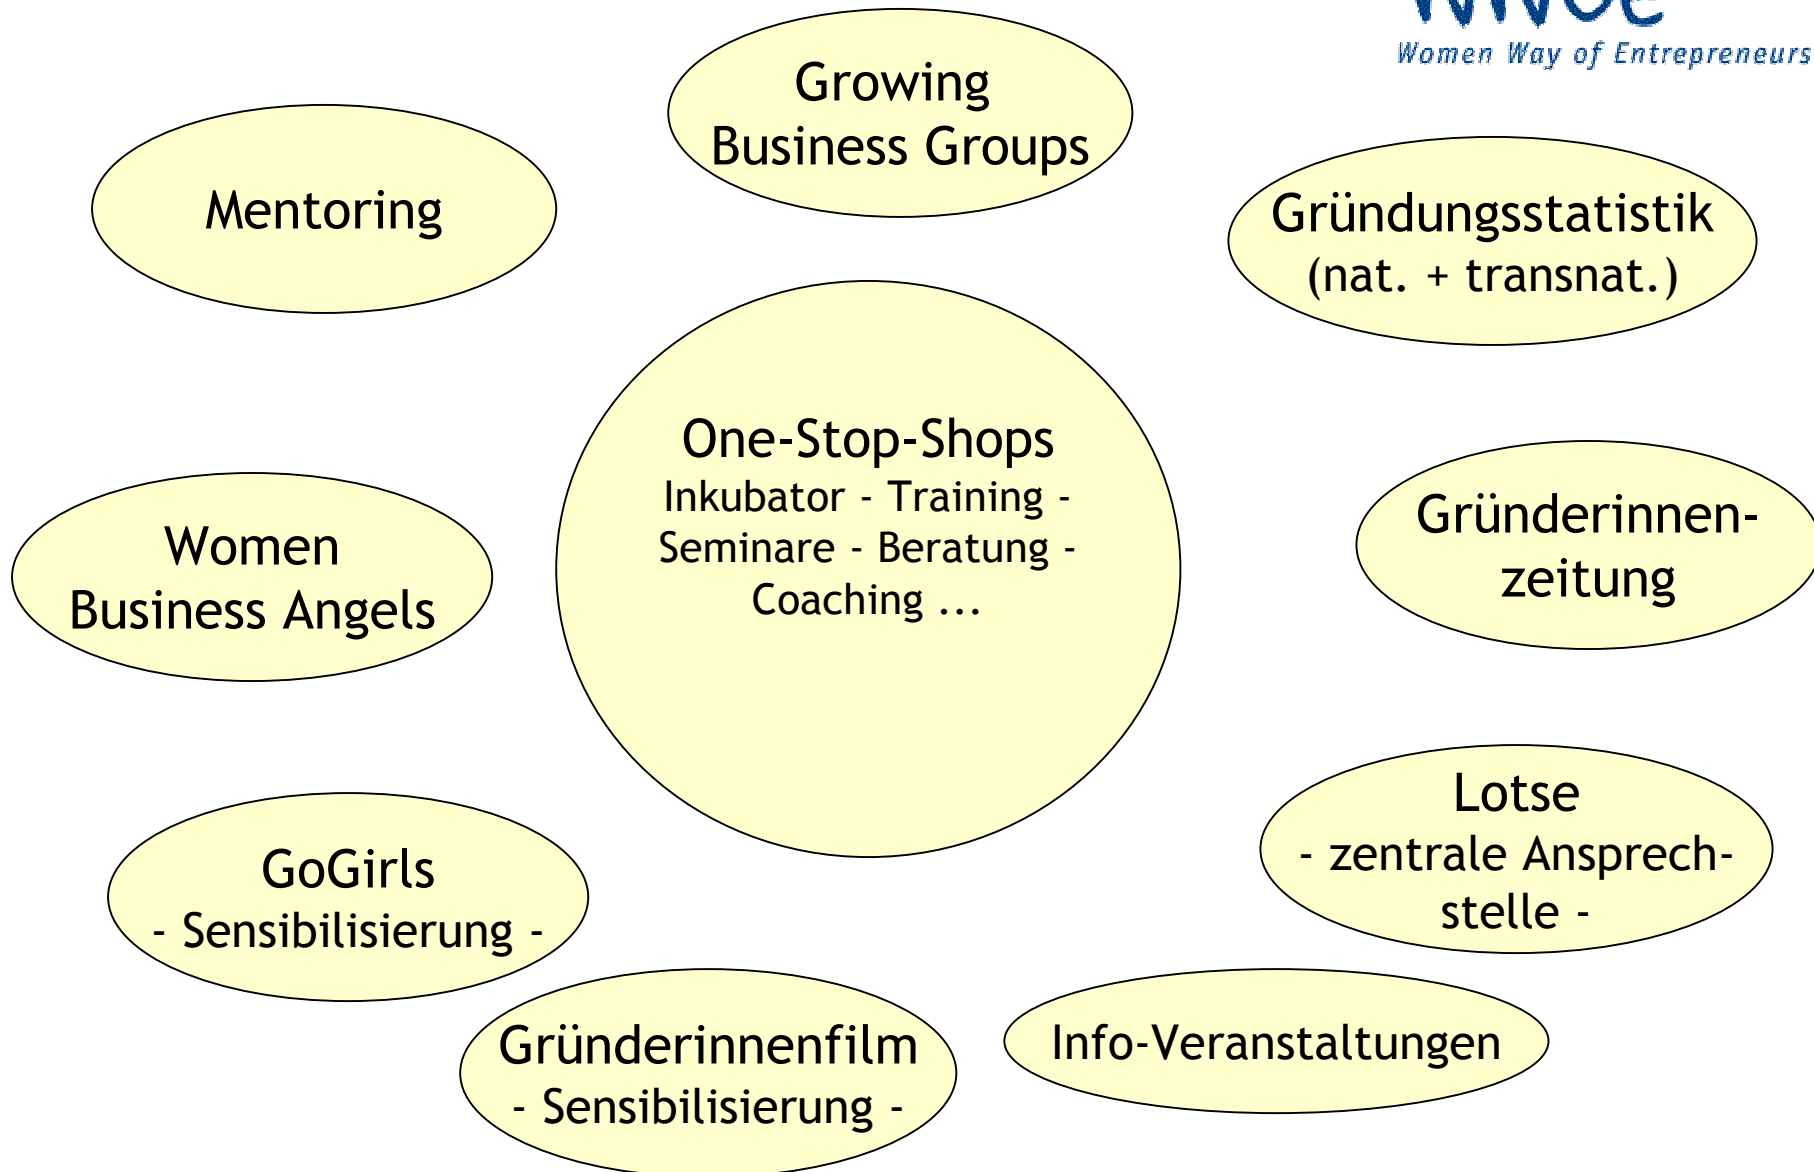 Women Way of Entrepreneurs
Growing
Business Groups
Mentoring
Gründungsstatistik
(nat. + transnat.)
One-Stop-Shops
Inkubator - Training -
Seminare - Beratung -
Coaching ...
Gründerinnen-
zeitung
Women
Business Angels
Lotse
- zentrale Ansprech-
stelle -
GoGirls
- Sensibilisierung -
Gründerinnenfilm
- Sensibilisierung -
Info-Veranstaltungen